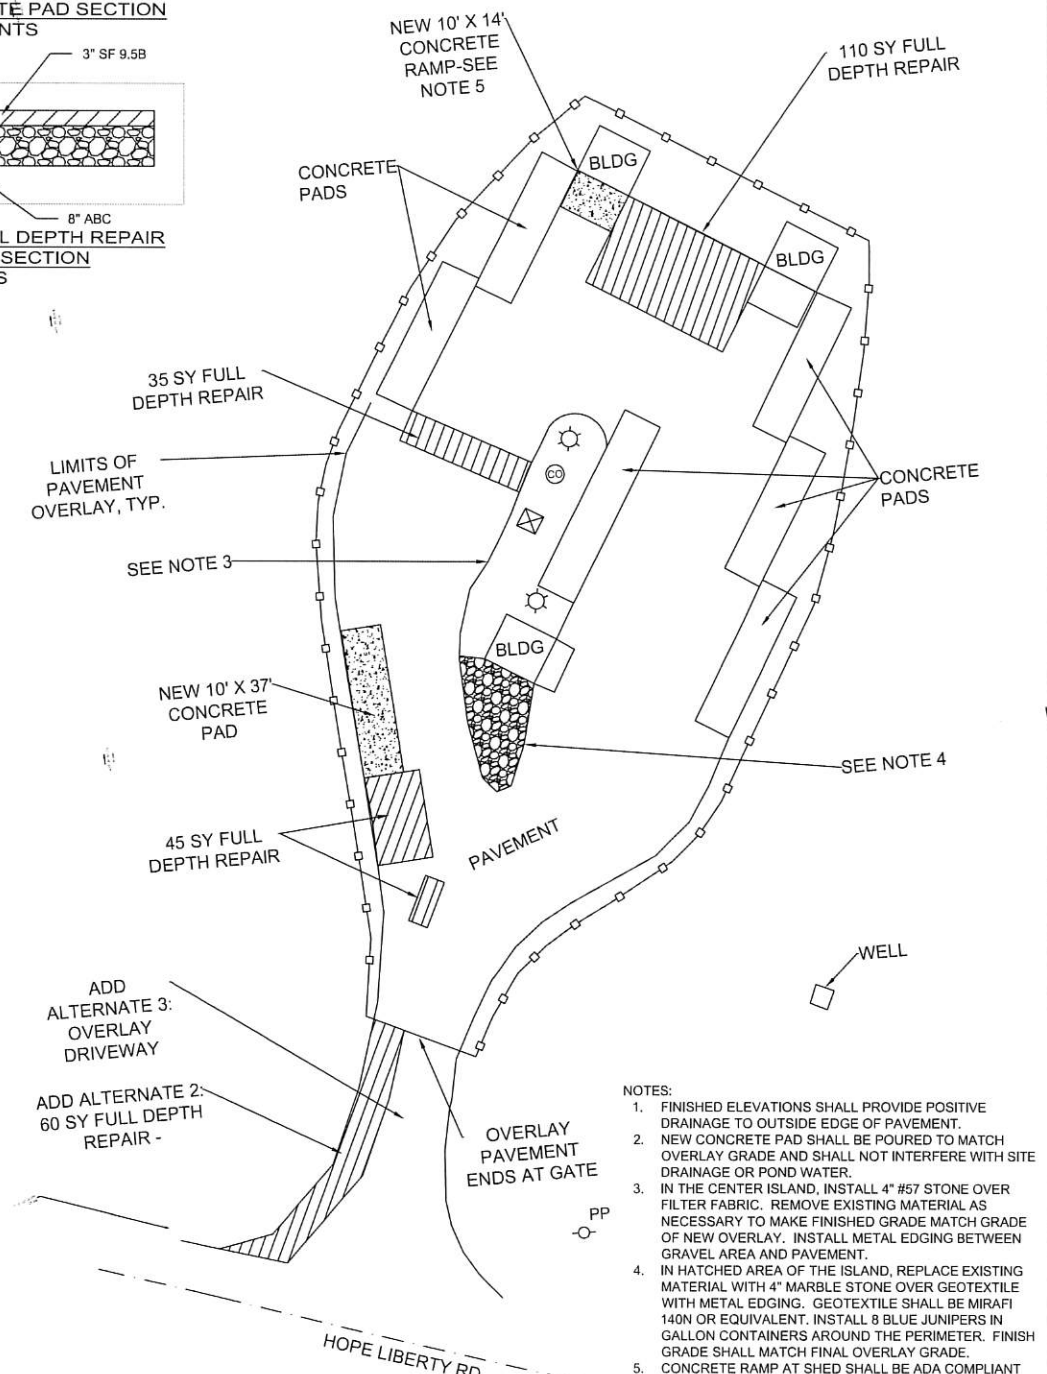 PAD SECTION
3" SF 9.5B
8" ABC
DEPTH REPAIR
SECTION
NEW 10' X 14'
CONCRETE
RAMP-SEE
NOTE 5
110 SY FULL
DEPTH REPAIR
CONCRETE
PADS
BLDG
BLDG
35 SY FULL
DEPTH REPAIR
LIMITS OF
PAVEMENT
OVERLAY, TYP.
CO
CONCRETE
PADS
SEE NOTE 3
BLDG
NEW 10' X 37'
CONCRETE
PAD
SEE NOTE 4
45 SY FULL
DEPTH REPAIR
PAVEMENT
WELL
ADD
ALTERNATE 3:
OVERLAY
DRIVEWAY
ADD ALTERNATE 2:
60 SY FULL DEPTH
REPAIR -
OVERLAY
PAVEMENT
ENDS AT GATE
PP
HOPE LIBERTY RD
NOTES:
1. FINISHED ELEVATIONS SHALL PROVIDE POSITIVE
DRAINAGE TO OUTSIDE EDGE OF PAVEMENT.
2. NEW CONCRETE PAD SHALL BE POURED TO MATCH
OVERLAY GRADE AND SHALL NOT INTERFERE WITH SITE
DRAINAGE OR POND WATER.
3. IN THE CENTER ISLAND, INSTALL 4" #57 STONE OVER
FILTER FABRIC. REMOVE EXISTING MATERIAL AS
NECESSARY TO MAKE FINISHED GRADE MATCH GRADE
OF NEW OVERLAY. INSTALL METAL EDGING BETWEEN
GRAVEL AREA AND PAVEMENT.
4. IN HATCHED AREA OF THE ISLAND, REPLACE EXISTING
MATERIAL WITH 4" MARBLE STONE OVER GEOTEXTILE
WITH METAL EDGING. GEOTEXTILE SHALL BE MIRAFI
140N OR EQUIVALENT. INSTALL 8 BLUE JUNIPERS IN
GALLON CONTAINERS AROUND THE PERIMETER. FINISH
GRADE SHALL MATCH FINAL OVERLAY GRADE.
5. CONCRETE RAMP AT SHED SHALL BE ADA COMPLIANT